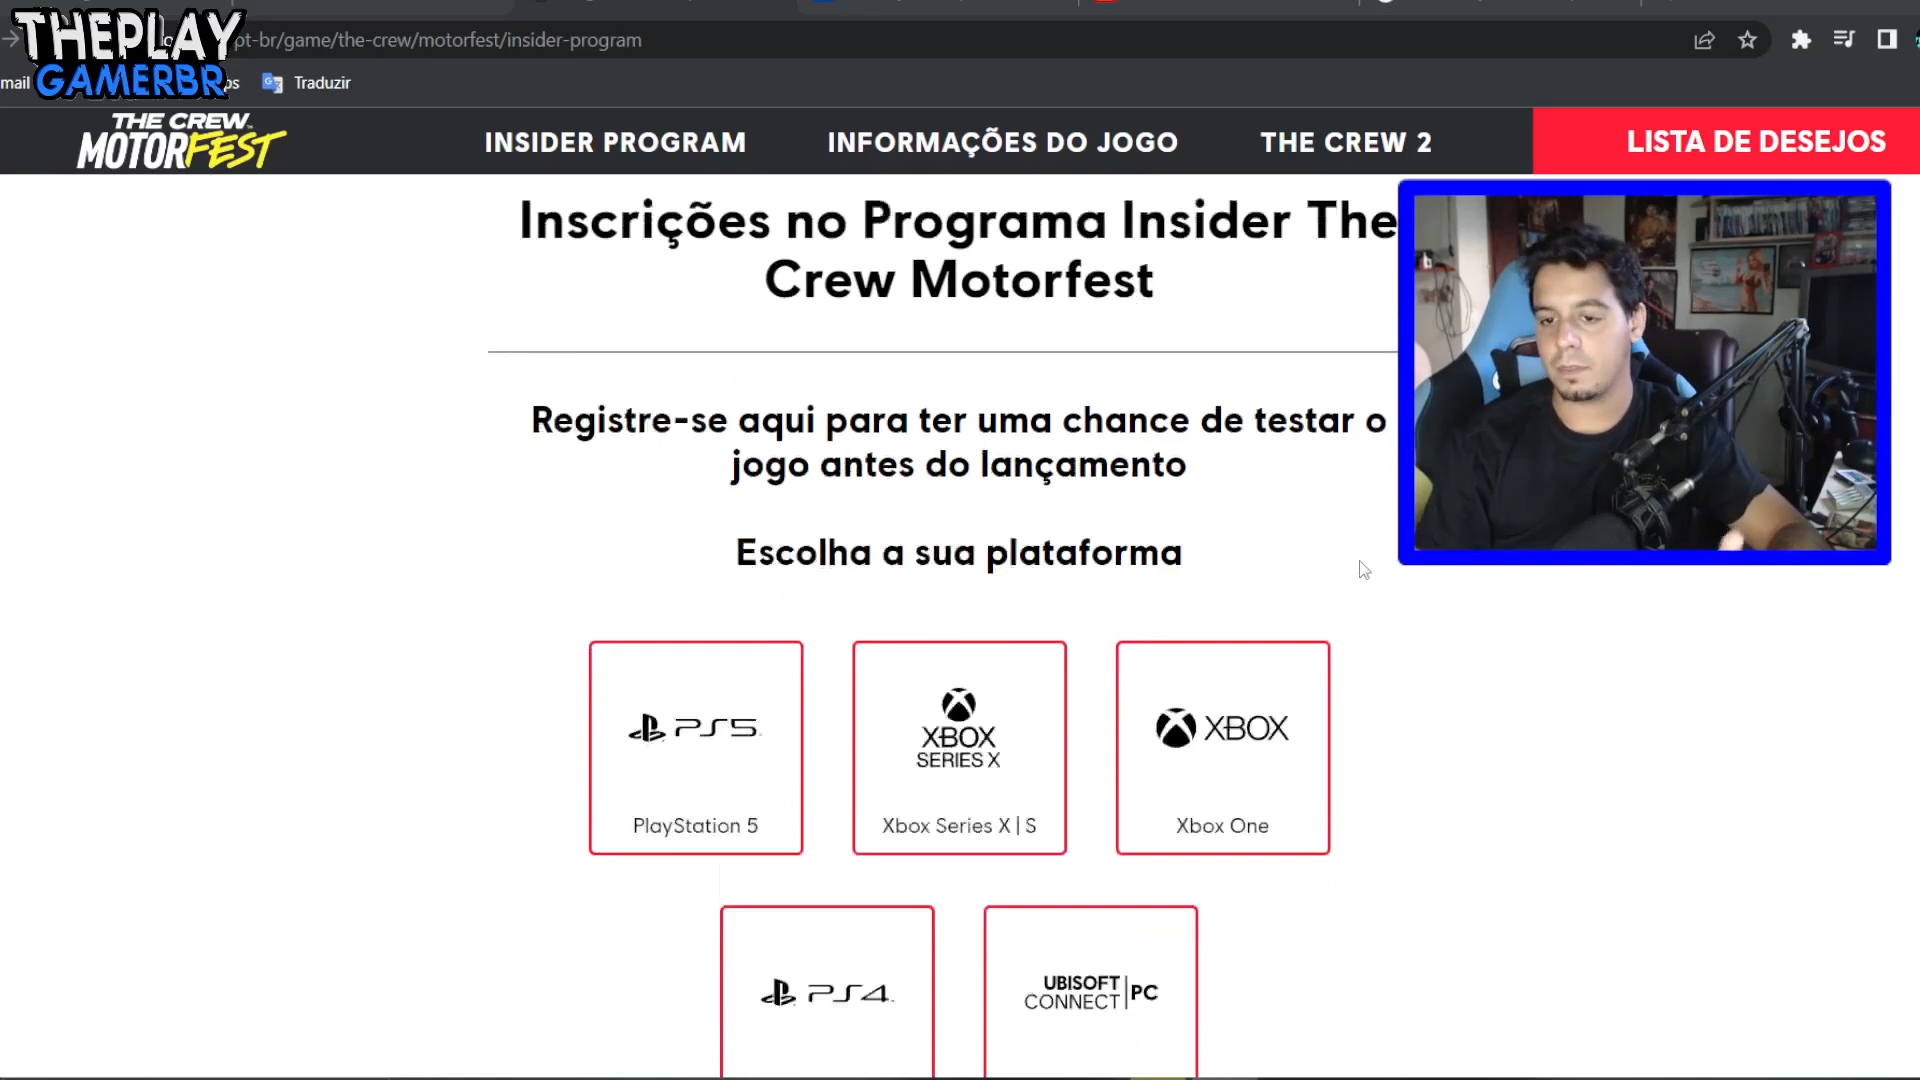 THEPLAY
GAMERBR
pt-br/game/the-crew/motorfest/insider-program
mail
Traduzir
THE CREW
MOTORFEST
INSIDER PROGRAM
INFORMAÇÕES DO JOGO
THE CREW 2
LISTA DE DESEJOS
Inscrições no Programa Insider The
Crew Motorfest
Registre-se aqui para ter uma chance de testar o
jogo antes do lançamento
Escolha a sua plataforma
PS5
PlayStation 5
XBOX
SERIES X
Xbox Series X | S
XBOX
Xbox One
PS4
UBISOFT
CONNECT | PC